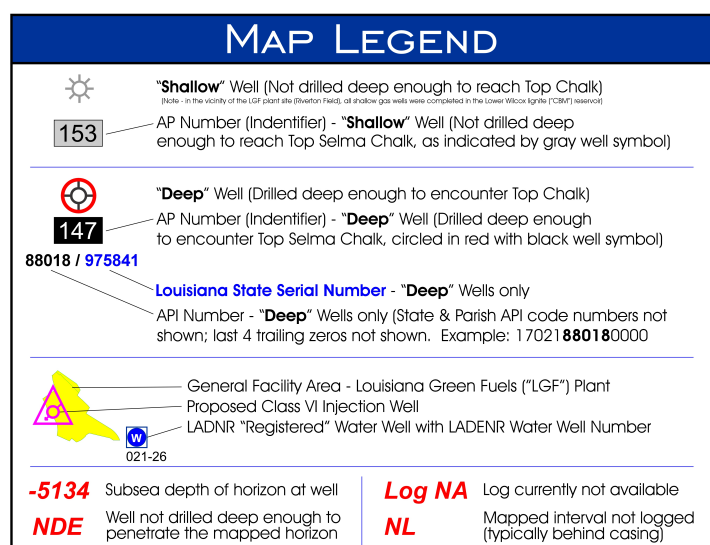 MAP LEGEND
"Shallow" Well (Not drilled deep enough to reach Top Chalk)
(Note - in the vicinity of the LGF plant site (Riverton Field), all shallow gas wells were completed in the Lower Wilcox lignite ("CBM") reservoir)
153
AP Number (Indentifier) - "Shallow" Well (Not drilled deep
enough to reach Top Selma Chalk, as indicated by gray well symbol)
"Deep" Well (Drilled deep enough to encounter Top Chalk)
147
AP Number (Indentifier) - "Deep" Well (Drilled deep enough
to encounter Top Selma Chalk, circled in red with black well symbol)
88018 / 975841
Louisiana State Serial Number - "Deep" Wells only
API Number - "Deep" Wells only (State & Parish API code numbers not
shown; last 4 trailing zeros not shown. Example: 17021880180000
General Facility Area - Louisiana Green Fuels ("LGF") Plant
Proposed Class VI Injection Well
LADNR "Registered" Water Well with LADENR Water Well Number
W
021-26
-5134 Subsea depth of horizon at well
NDE Well not drilled deep enough to
penetrate the mapped horizon
Log NA Log currently not available
NL Mapped interval not logged
(typically behind casing)